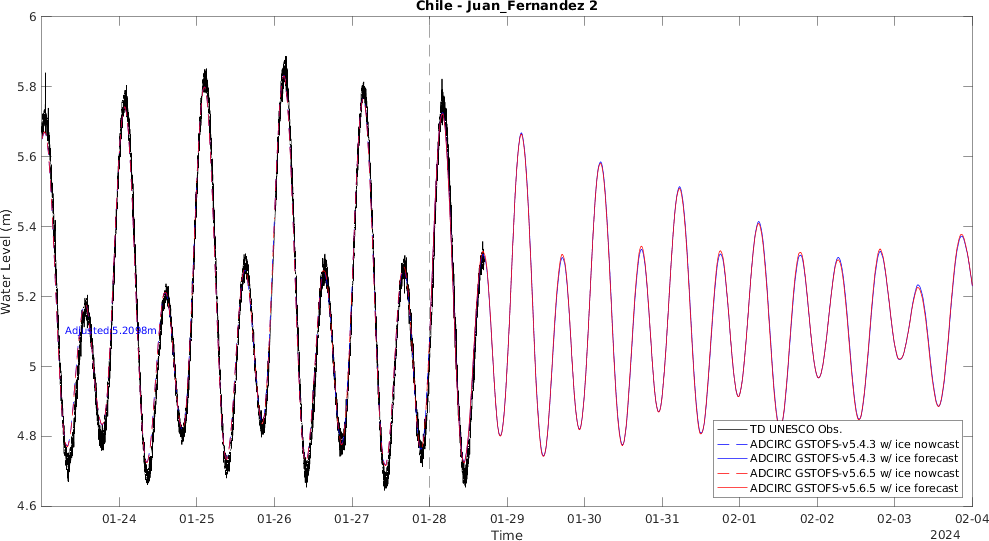 Chile - Juan_Fernandez 2
Water Level (m)
6
5.8
5.6
5.4
5.2
5
4.8
4.6
Adjusted:5.2098m
TD UNESCO Obs.
ADCIRC GSTOFS-v5.4.3 w/ ice nowcast
ADCIRC GSTOFS-v5.4.3 w/ ice forecast
ADCIRC GSTOFS-v5.6.5 w/ ice nowcast
ADCIRC GSTOFS-v5.6.5 w/ ice forecast
01-24 01-25 01-26 01-27 01-28 01-29 01-30 01-31 02-01 02-02 02-03 02-04
Time
2024